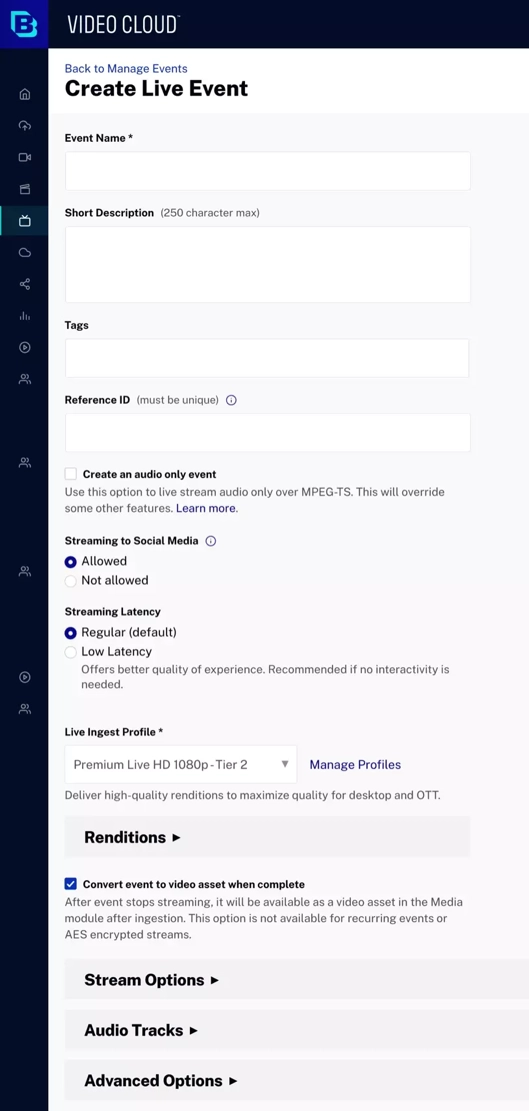 VIDEO CLOUD™
Back to Manage Events
Create Live Event
Event Name *
Short Description (250 character max)
Tags
Reference ID (must be unique)
Create an audio only event
Use this option to live stream audio only over MPEG-TS. This will override
some other features. Learn more.
Streaming to Social Media
Allowed
Not allowed
Streaming Latency
Regular (default)
Low Latency
Offers better quality of experience. Recommended if no interactivity is
needed.
Live Ingest Profile *
Premium Live HD 1080p - Tier 2
Manage Profiles
Deliver high-quality renditions to maximize quality for desktop and OTT.
Renditions
Convert event to video asset when complete
After event stops streaming, it will be available as a video asset in the Media
module after ingestion. This option is not available for recurring events or
AES encrypted streams.
Stream Options
Audio Tracks
Advanced Options